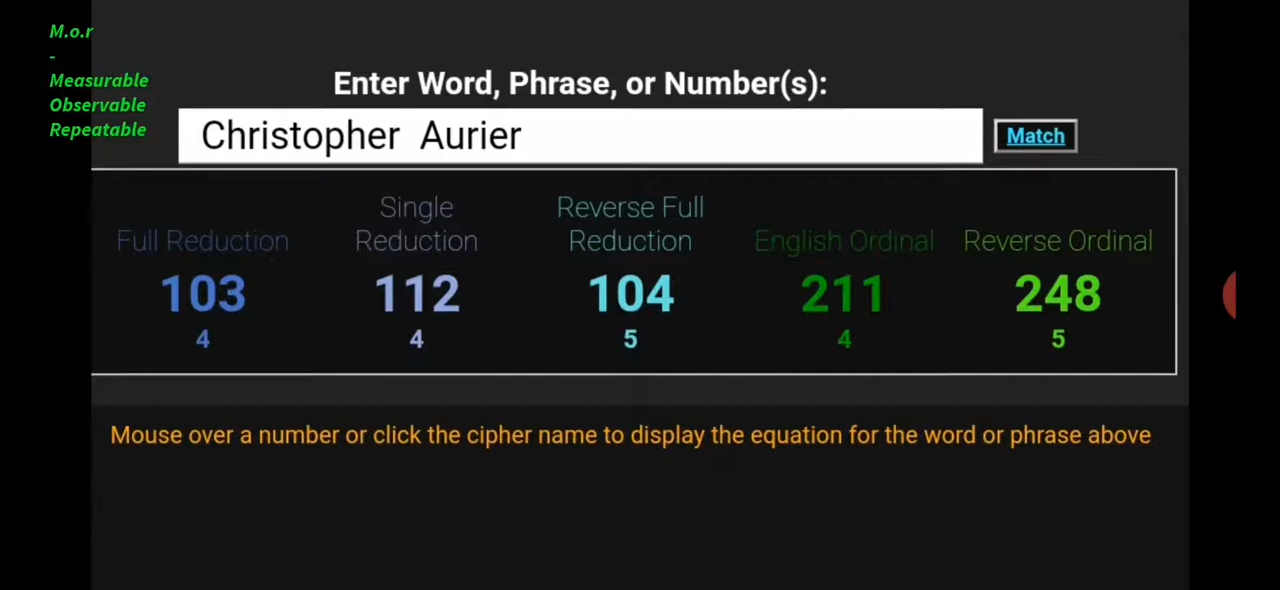 M.o.r
-
Measurable
Observable
Repeatable
Enter Word, Phrase, or Number(s):
Christopher  Aurier
Match
Full Reduction
103
4
Single
Reduction
112
4
Reverse Full
Reduction
104
5
English Ordinal
211
4
Reverse Ordinal
248
5
Mouse over a number or click the cipher name to display the equation for the word or phrase above